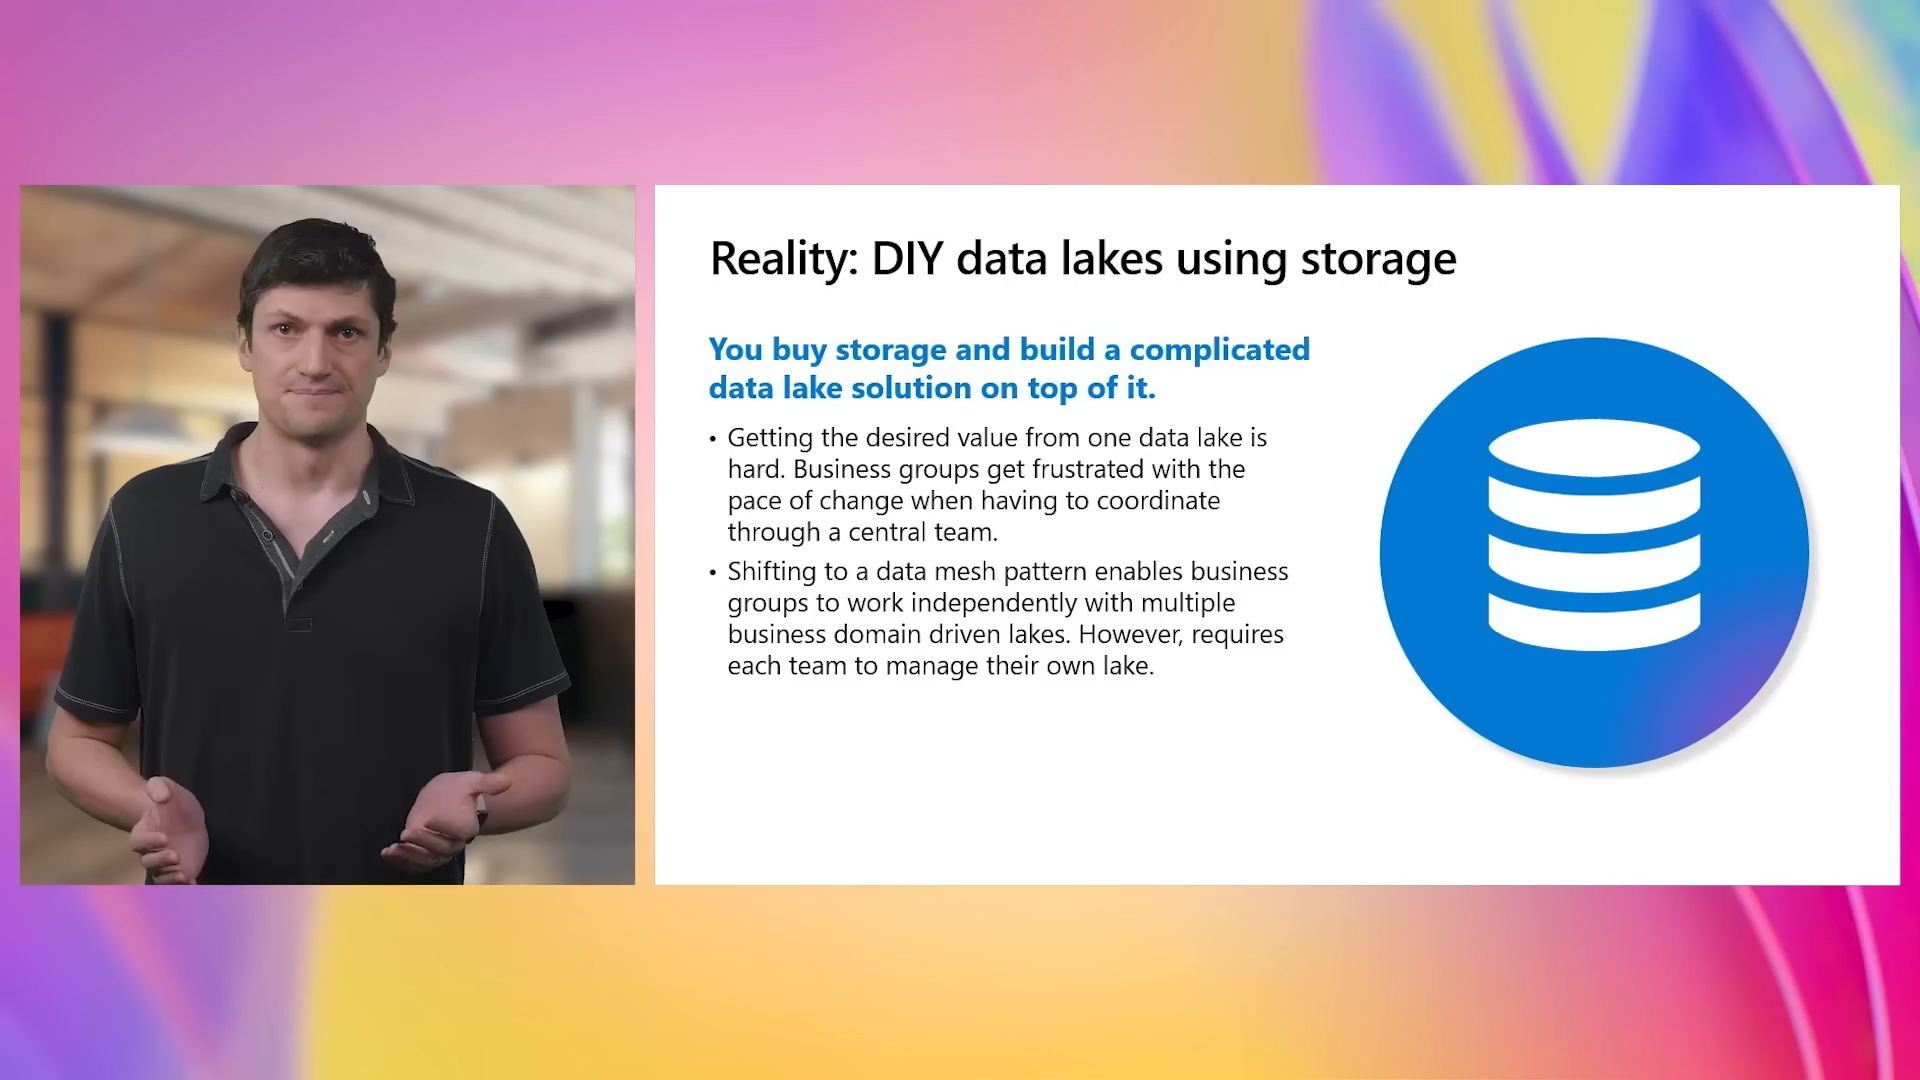 Reality: DIY data lakes using storage
You buy storage and build a complicated
data lake solution on top of it.
• Getting the desired value from one data lake is
hard. Business groups get frustrated with the
pace of change when having to coordinate
through a central team.
• Shifting to a data mesh pattern enables business
groups to work independently with multiple
business domain driven lakes. However, requires
each team to manage their own lake.